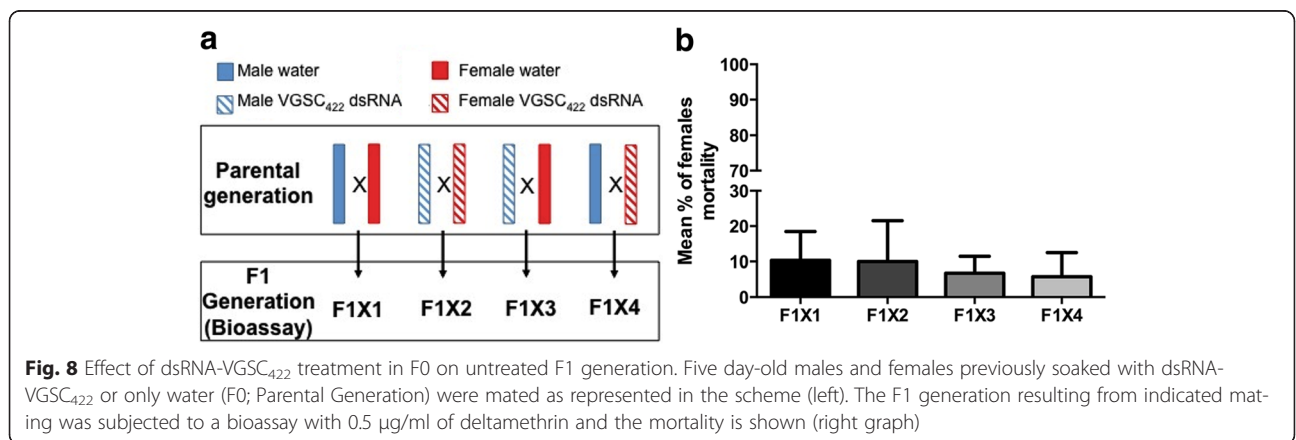 a
Male water Female water
Male VGSC422 dsRNA Female VGSC422 dsRNA
Parental
generation
X X X X
F1
Generation
(Bioassay)
F1X1 F1X2 F1X3 F1X4
b
Mean % of females
mortality
100
90
80
70
30
20
10
0
F1X1 F1X2 F1X3 F1X4
Fig. 8 Effect of dsRNA-VGSC422 treatment in F0 on untreated F1 generation. Five day-old males and females previously soaked with dsRNA-
VGSC422 or only water (F0; Parental Generation) were mated as represented in the scheme (left). The F1 generation resulting from indicated mat-
ing was subjected to a bioassay with 0.5 μg/ml of deltamethrin and the mortality is shown (right graph)